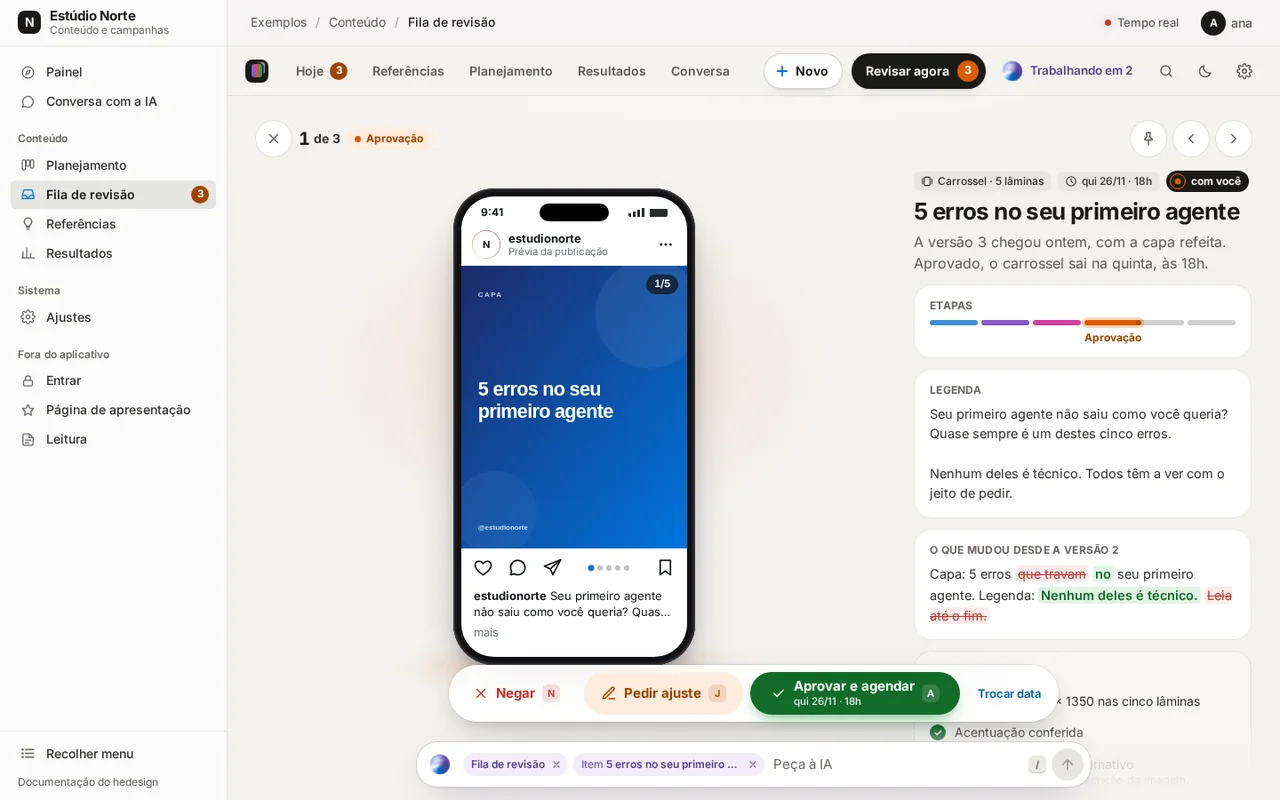 N
Estúdio Norte
Conteúdo e campanhas
Painel
Conversa com a IA
Conteúdo
Planejamento
Fila de revisão 3
Referências
Resultados
Sistema
Ajustes
Fora do aplicativo
Entrar
Página de apresentação
Leitura
Recolher menu
Documentação do hedesign
Exemplos / Conteúdo / Fila de revisão
Tempo real
A ana
Hoje 3 Referências Planejamento Resultados Conversa
Novo
Revisar agora 3
Trabalhando em 2
1 de 3 Aprovação
9:41
N
estudionorte
Prévia da publicação
1/5
CAPA
5 erros no seu
primeiro agente
@estudionorte
estudionorte Seu primeiro agente
não saiu como você queria? Quas...
mais
Carrossel · 5 lâminas
qui 26/11 · 18h
com você
5 erros no seu primeiro agente
A versão 3 chegou ontem, com a capa refeita.
Aprovado, o carrossel sai na quinta, às 18h.
ETAPAS
Aprovação
LEGENDA
Seu primeiro agente não saiu como você queria?
Quase sempre é um destes cinco erros.
Nenhum deles é técnico. Todos têm a ver com o
jeito de pedir.
O QUE MUDOU DESDE A VERSÃO 2
Capa: 5 erros que travam no seu primeiro
agente. Legenda: Nenhum deles é técnico. Leia
até o fim.
× 1350 nas cinco lâminas
Acentuação conferida
Negar N
Pedir ajuste J
Aprovar e agendar
qui 26/11 · 18h
A
Trocar data
Fila de revisão ×
Item 5 erros no seu primeiro ... ×
Peça à IA
/